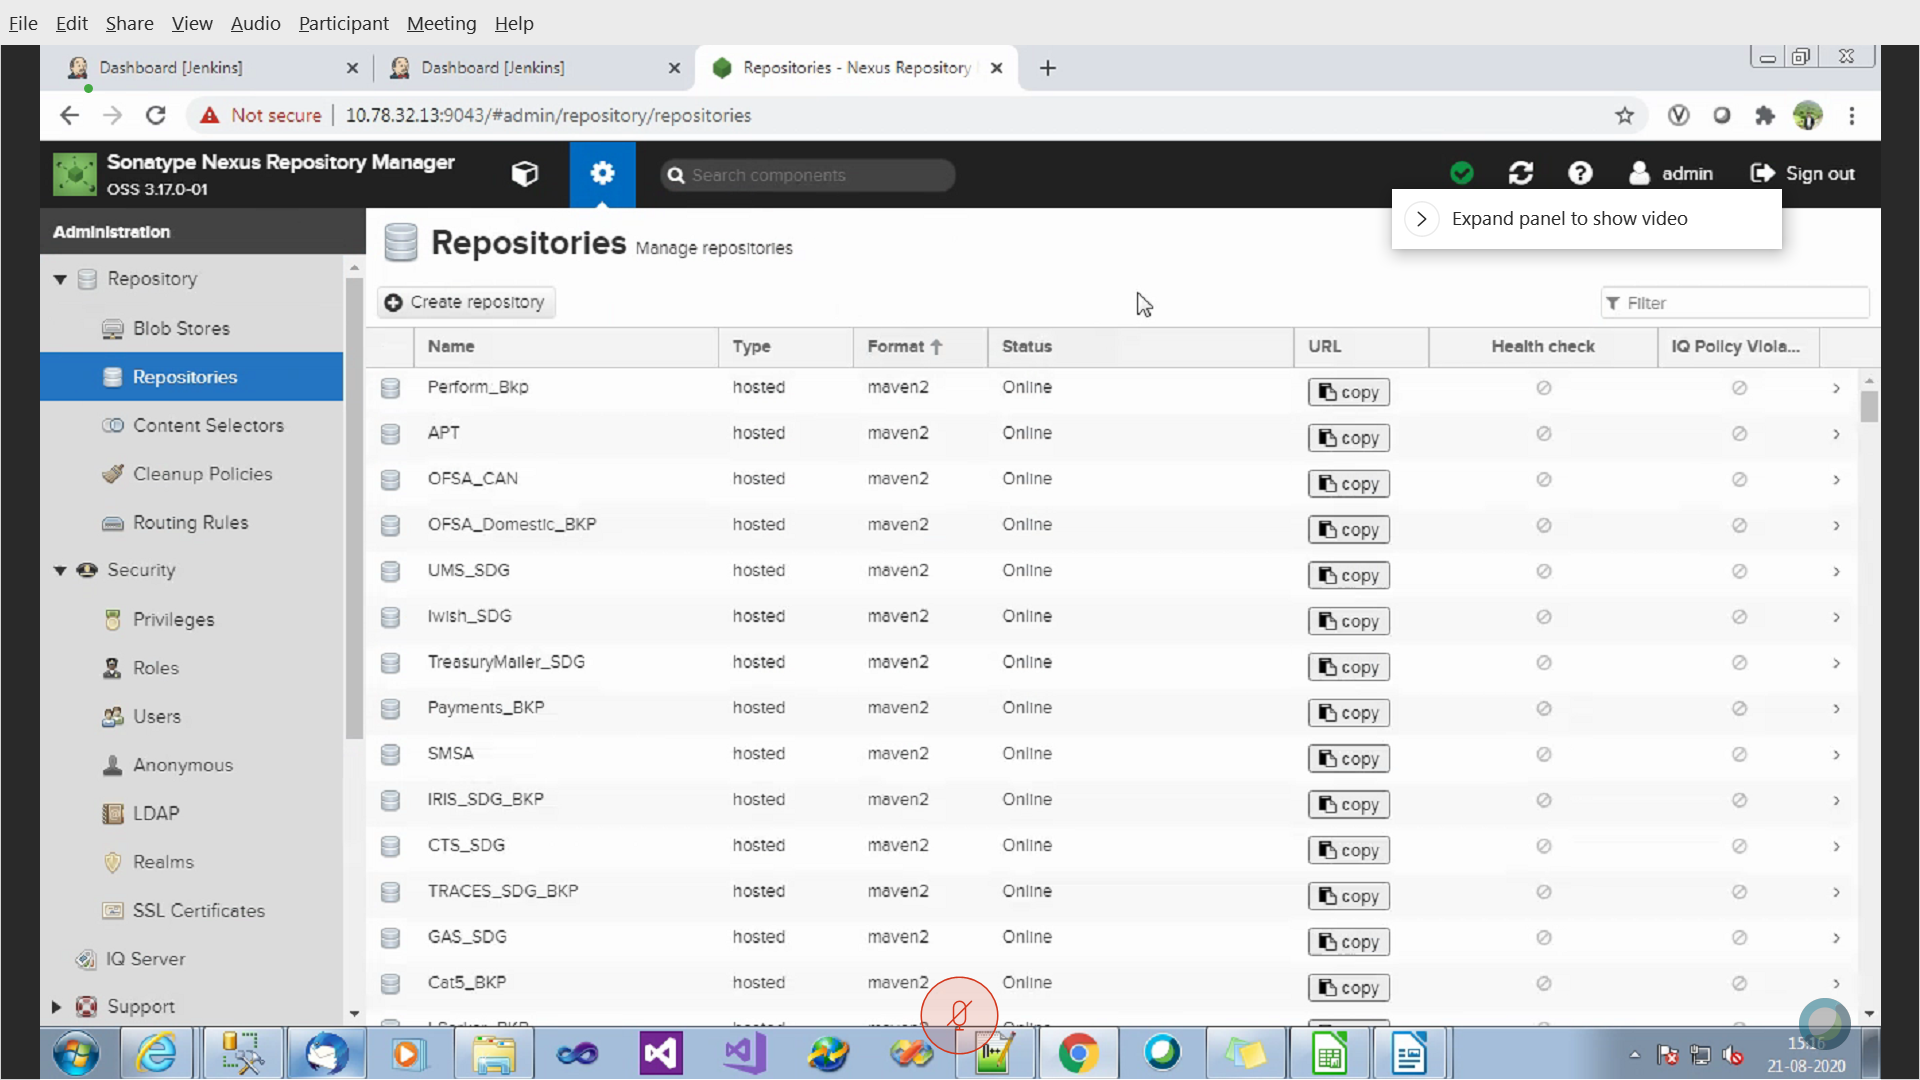 File Edit Share View Audio Participant Meeting Help
Dashboard [Jenkins] Dashboard [Jenkins] Repositories - Nexus Repository
Not secure 10.78.32.13:9043/#admin/repository/repositories
Sonatype Nexus Repository Manager
OSS 3.17.0-01
Search components
admin Sign out
Expand panel to show video
Administration
Repository
Blob Stores
Repositories
Content Selectors
Cleanup Policies
Routing Rules
Security
Privileges
Roles
Users
Anonymous
LDAP
Realms
SSL Certificates
IQ Server
Support
Repositories Manage repositories
Create repository Filter
Name Type Format Status URL Health check IQ Policy Viola...
Perform_Bkp hosted maven2 Online copy
APT hosted maven2 Online copy
OFSA_CAN hosted maven2 Online copy
OFSA_Domestic_BKP hosted maven2 Online copy
UMS_SDG hosted maven2 Online copy
Iwish_SDG hosted maven2 Online copy
TreasuryMailer_SDG hosted maven2 Online copy
Payments_BKP hosted maven2 Online copy
SMSA hosted maven2 Online copy
IRIS_SDG_BKP hosted maven2 Online copy
CTS_SDG hosted maven2 Online copy
TRACES_SDG_BKP hosted maven2 Online copy
GAS_SDG hosted maven2 Online copy
Cat5_BKP hosted maven2 Online copy
15:16
21-08-2020